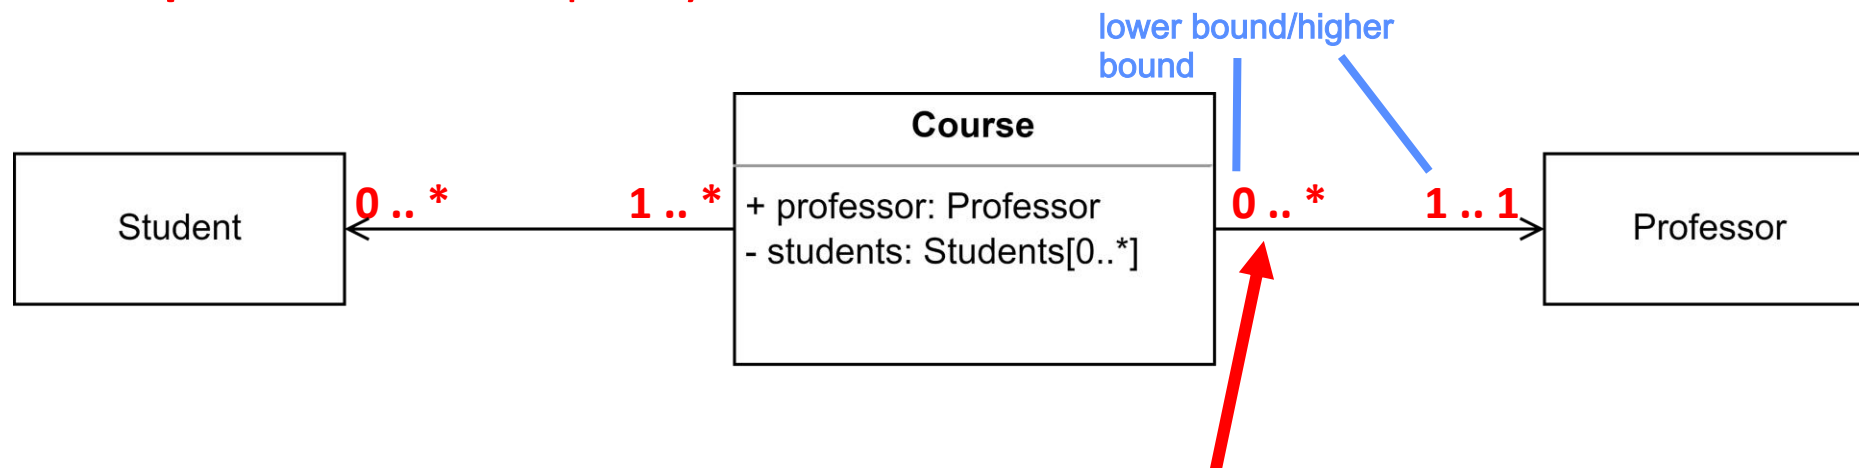 lower bound/higher
bound
Course
Student
0 .. *
1 .. *
+ professor: Professor
- students: Students[0..*]
0 .. *
1 .. 1
Professor